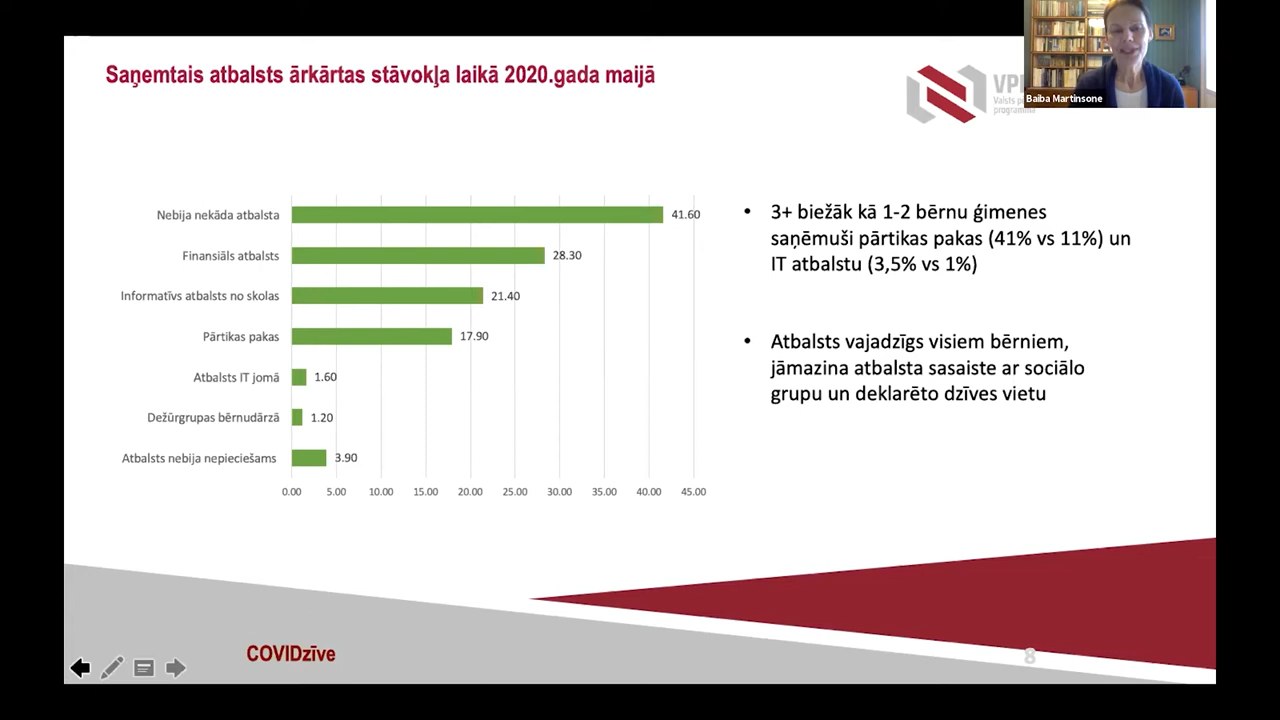 Saņemtais atbalsts ārkārtas stāvokļa laikā 2020.gada maijā
VPP
Valsts
programma
Baiba Martinsone
Nebija nekāda atbalsta
41.60
Finansiāls atbalsts
28.30
Informatīvs atbalsts no skolas
21.40
Pārtikas pakas
17.90
Atbalsts IT jomā
1.60
Dežūrgrupas bērnudārzā
1.20
Atbalsts nebija nepieciešams
3.90
0.00 5.00 10.00 15.00 20.00 25.00 30.00 35.00 40.00 45.00
• 3+ biežāk kā 1-2 bērnu ģimenes
saņēmuši pārtikas pakas (41% vs 11%) un
IT atbalstu (3,5% vs 1%)
• Atbalsts vajadzīgs visiem bērniem,
jāmazina atbalsta sasaiste ar sociālo
grupu un deklarēto dzīves vietu
COVIDzīve
8